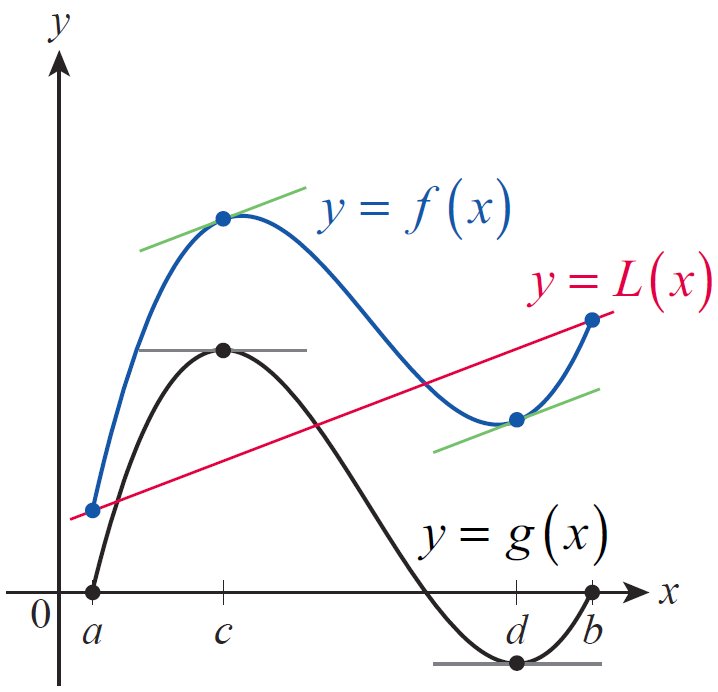 y
y = f(x)
y = L(x)
y = g(x)
0
a
c
d
b
x